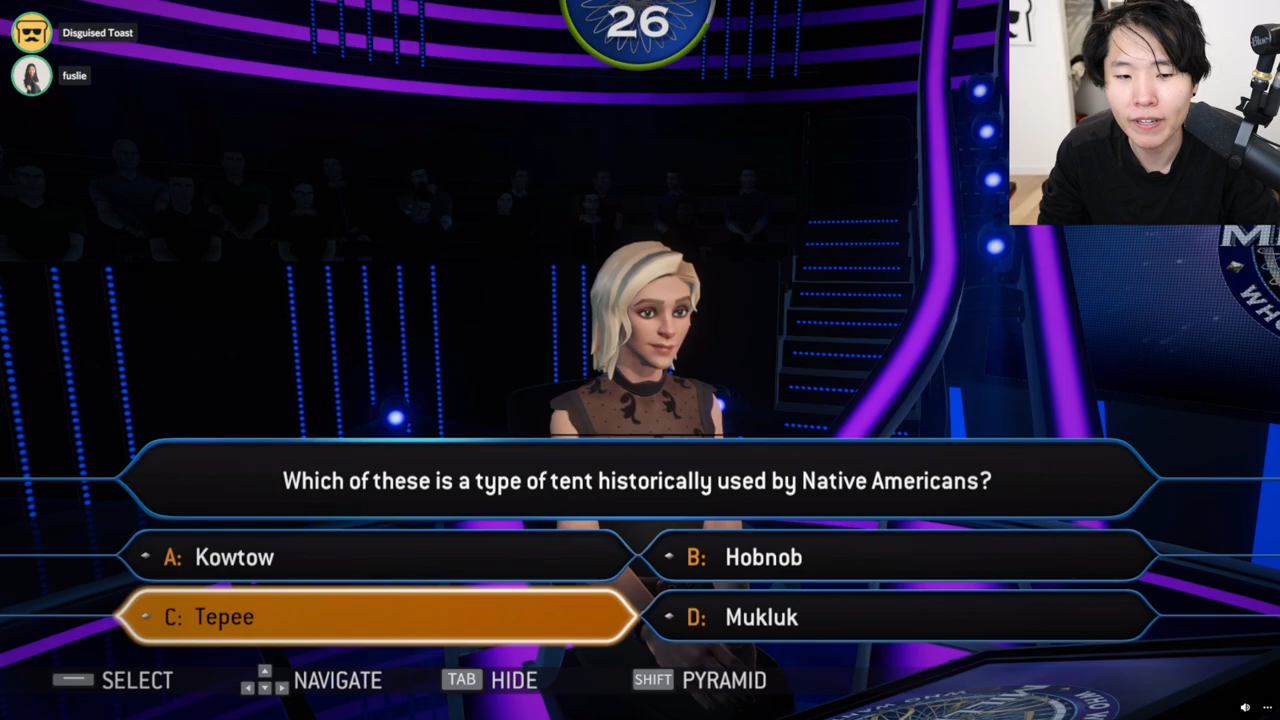 Disguised Toast
fuslie
26
Which of these is a type of tent historically used by Native Americans?
A: Kowtow
B: Hobnob
C: Tepee
D: Mukluk
SELECT
NAVIGATE
TAB HIDE
SHIFT PYRAMID